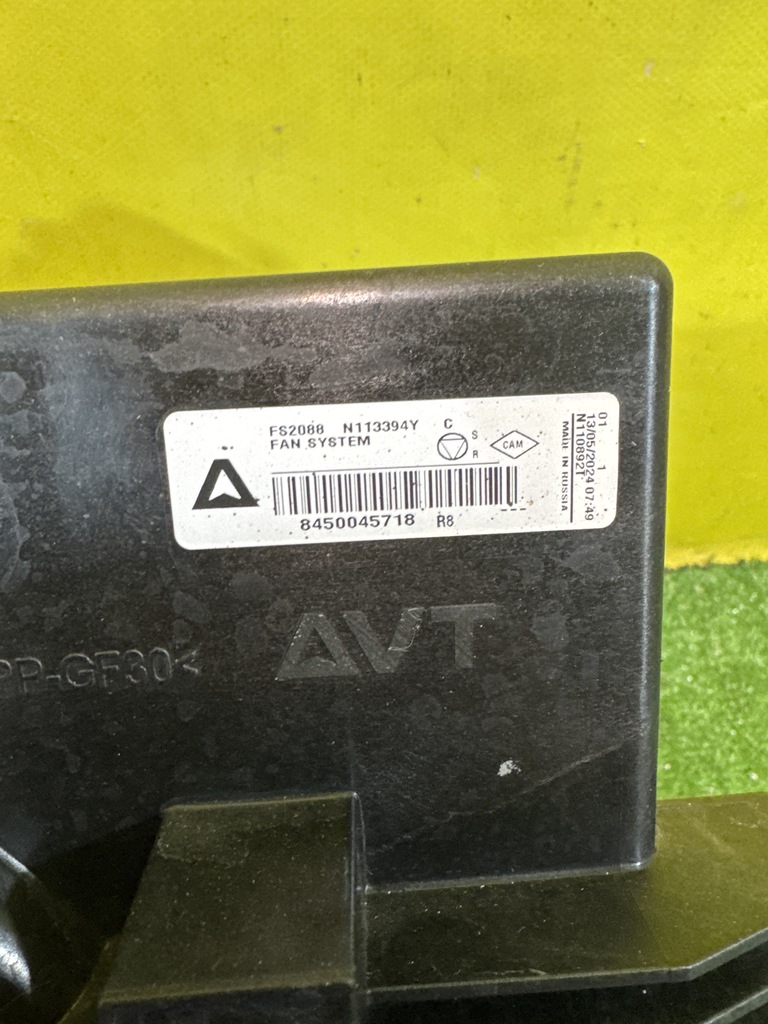 FS2088 N113394Y C
FAN SYSTEM
S
R
CAM
8450045718 R8
01 1
13/05/2024 07:49
N110892T
MADE IN RUSSIA
AVT
PP-GF30<